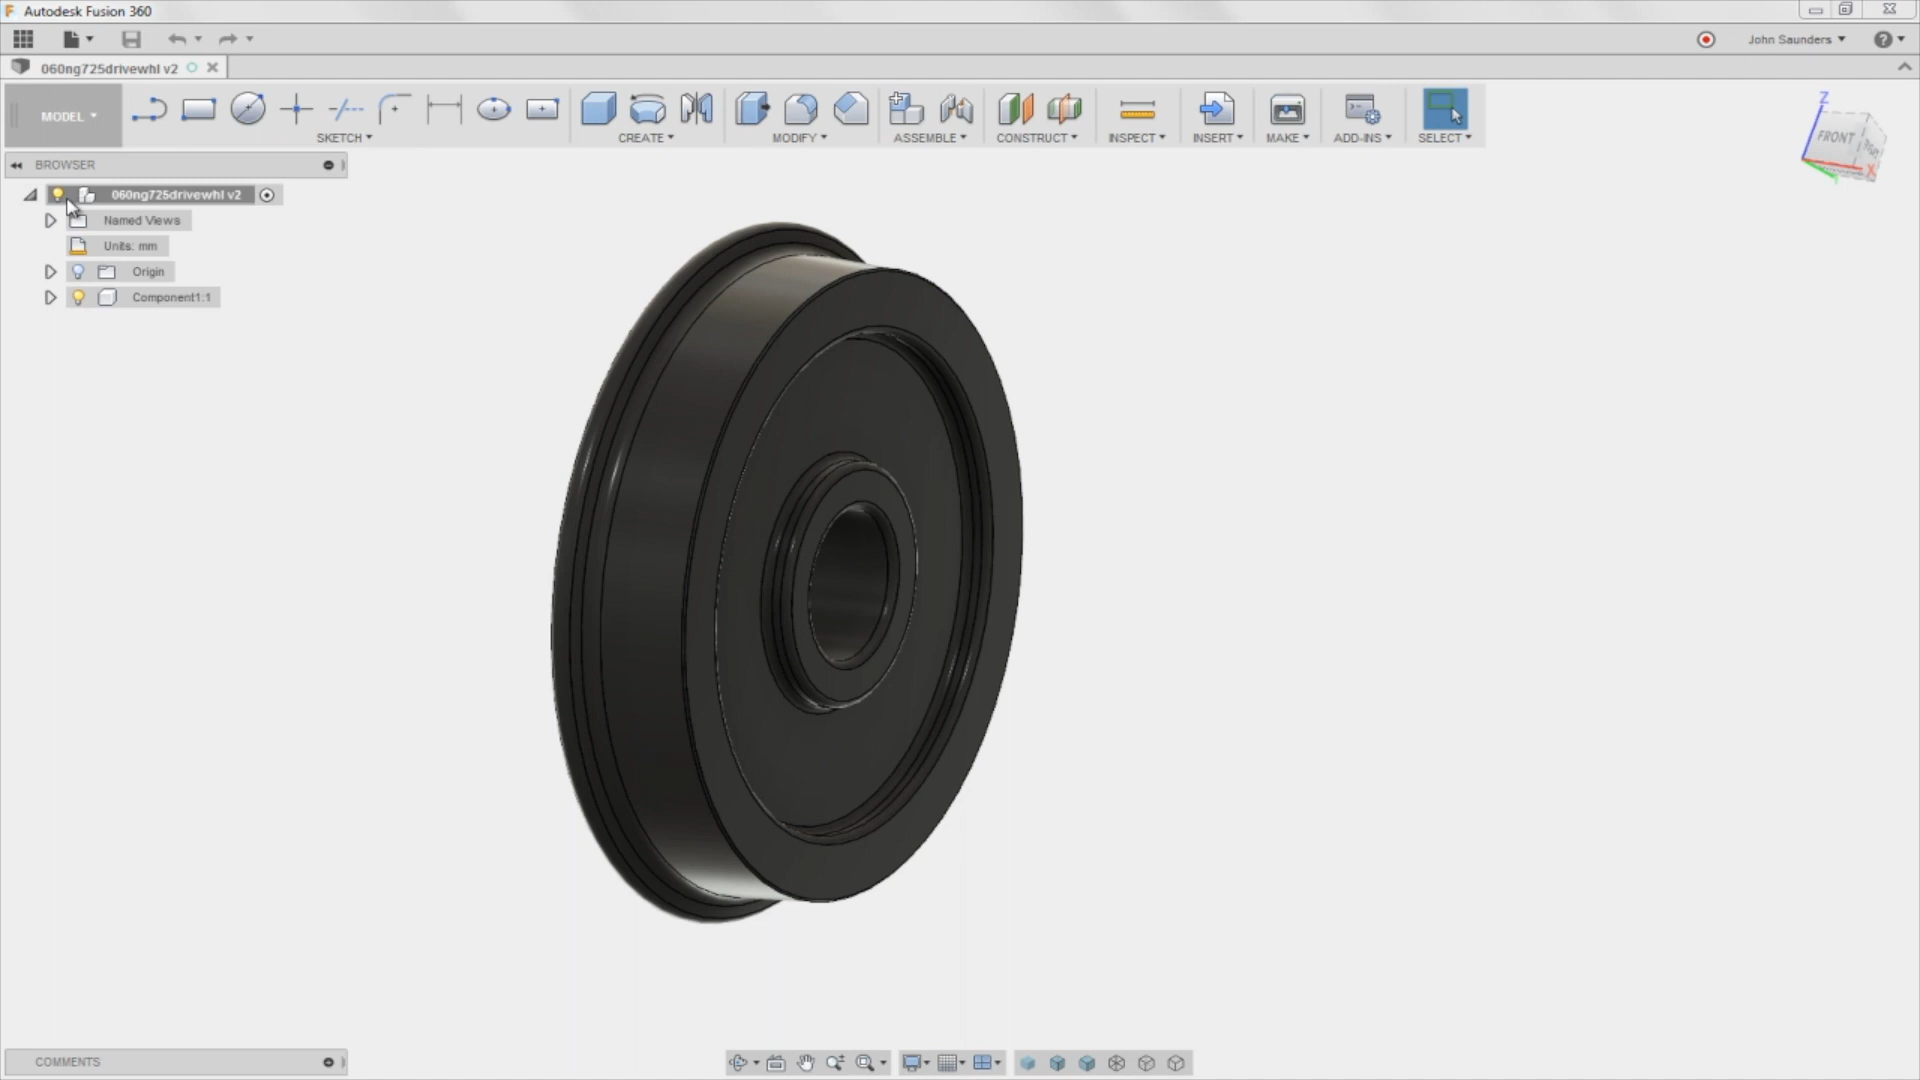 Autodesk Fusion 360
John Saunders
060ng725drivewhl v2
MODEL
SKETCH
CREATE
MODIFY
ASSEMBLE
CONSTRUCT
INSPECT
INSERT
MAKE
ADD-INS
SELECT
Z
FRONT
X
BROWSER
060ng725drivewhl v2
Named Views
Units: mm
Origin
Component1:1
COMMENTS